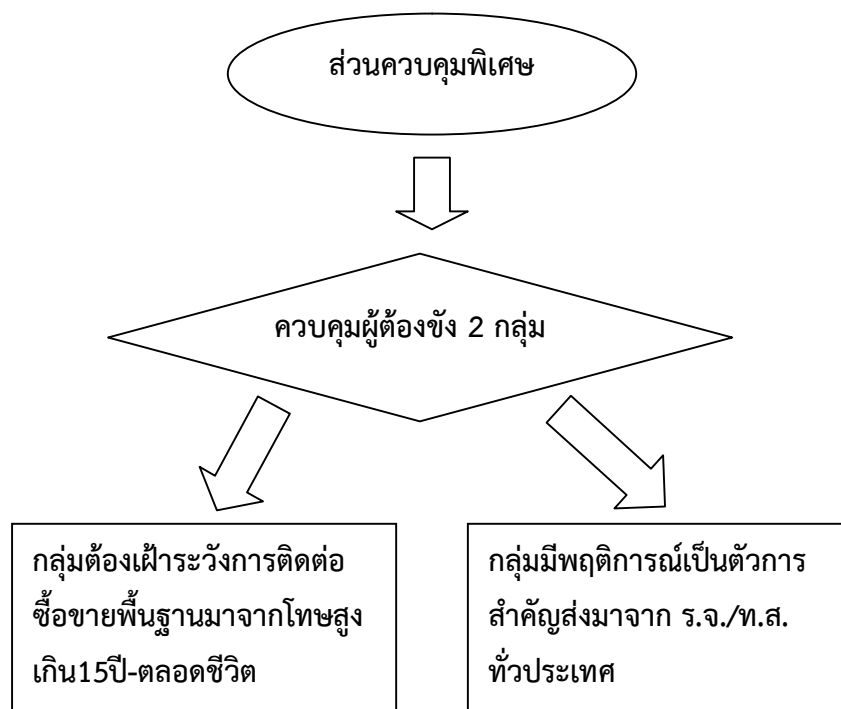 ส่วนควบคุมพิเศษ
ควบคุมผู้ต้องขัง 2 กลุ่ม
กลุ่มต้องเฝ้าระวังการติดต่อ
ซื้อขายพื้นฐานมาจากโทษสูง
เกิน15ปี-ตลอดชีวิต
กลุ่มมีพฤติการณ์เป็นตัวการ
สำคัญส่งมาจาก ร.จ./ท.ส.
ทั่วประเทศ